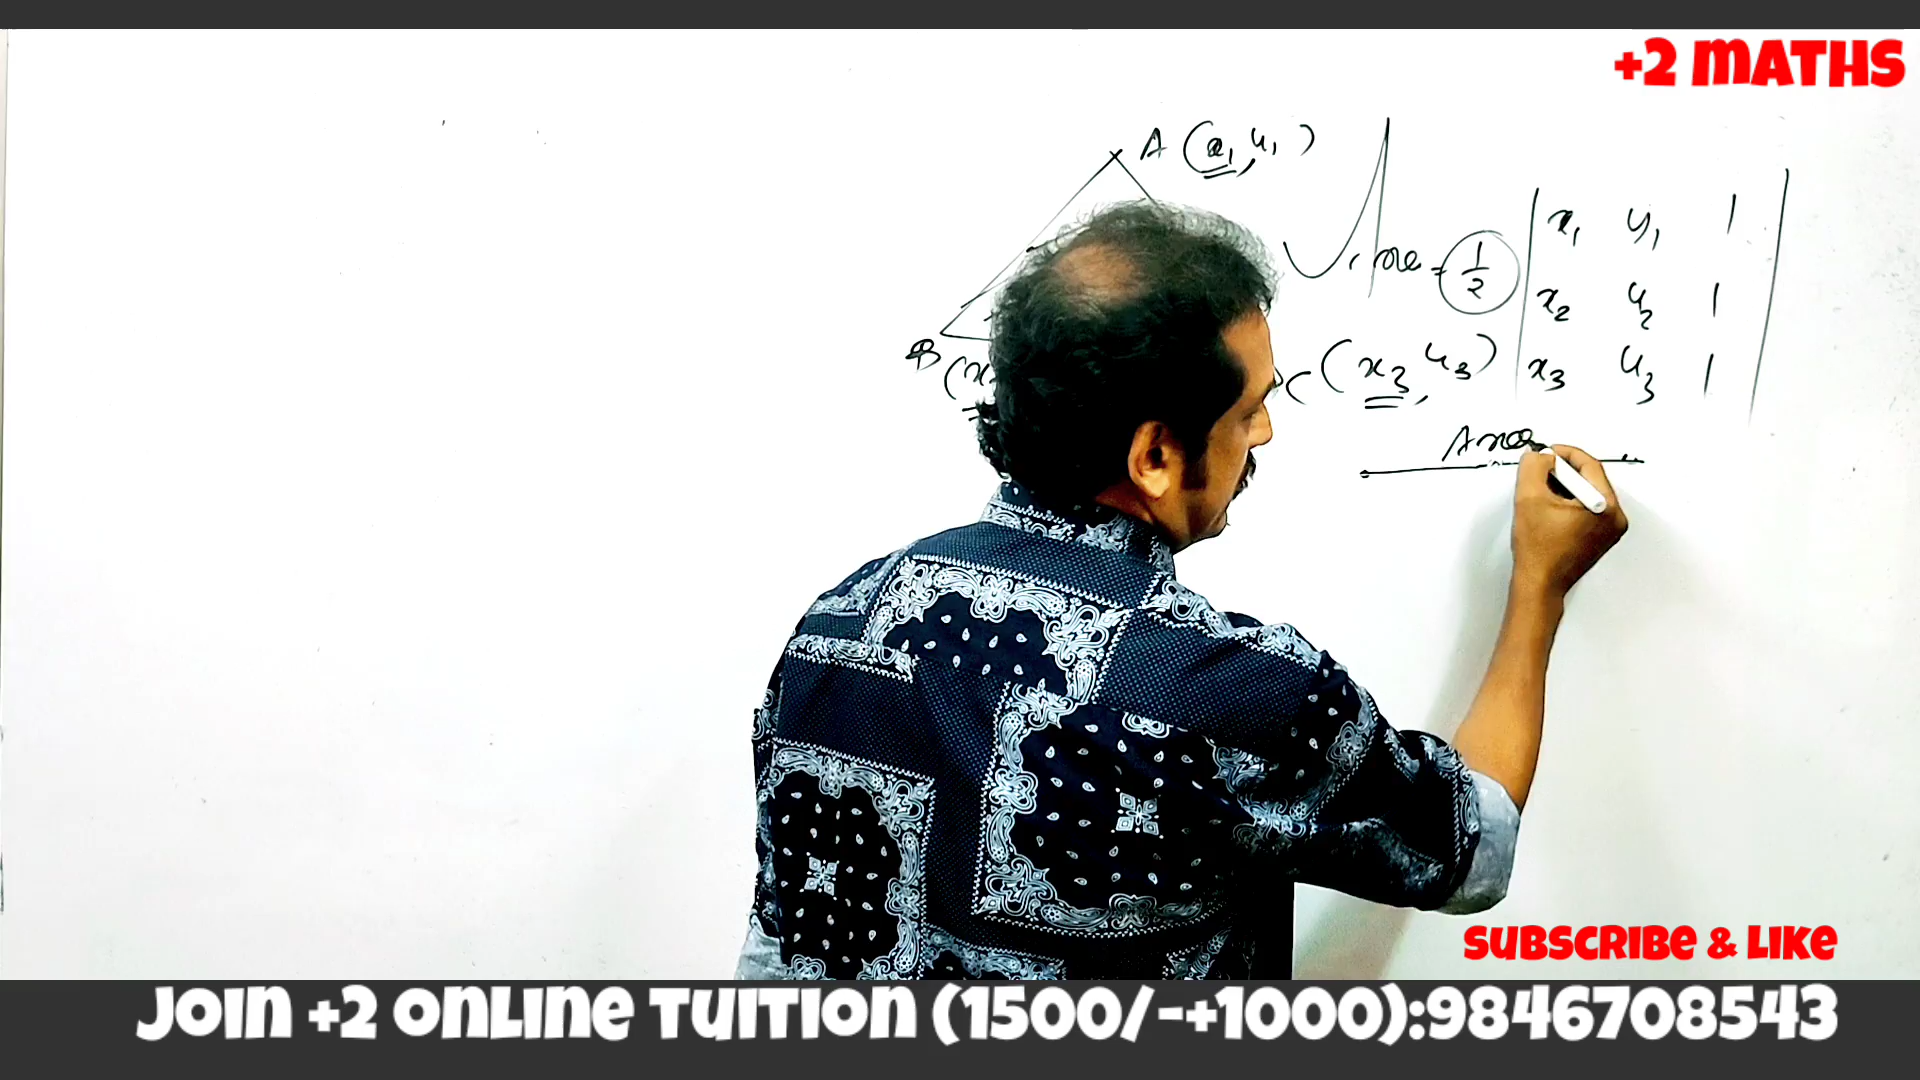 +2 MATHS
A (x₁, y₁)
Area = 1/2 | x₁ y₁ 1 |
| x₂ y₂ 1 |
| x₃ y₃ 1 |
B (x
C (x₃, y₃)
Area
SUBSCRIBE & LIKE
JOIN +2 ONLINE TUITION (1500/-+1000):9846708543